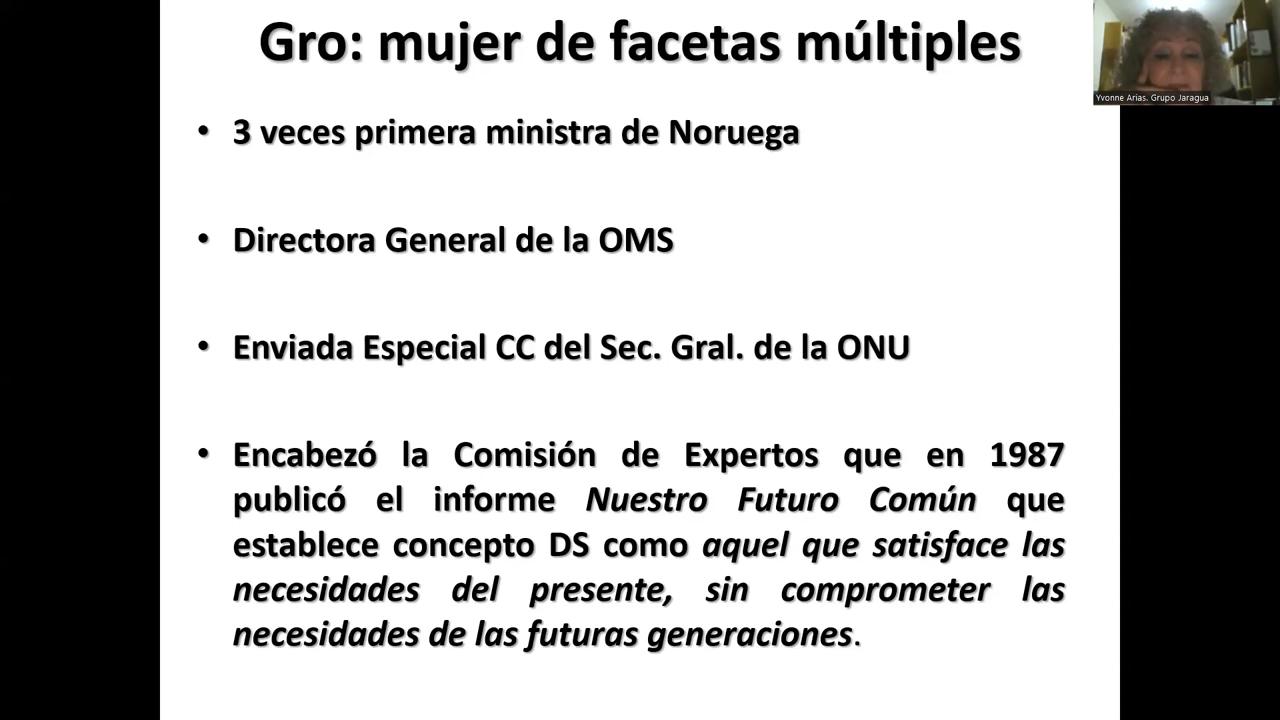 Gro: mujer de facetas múltiples
Yvonne Arias. Grupo Jaragua
• 3 veces primera ministra de Noruega
• Directora General de la OMS
• Enviada Especial CC del Sec. Gral. de la ONU
• Encabezó la Comisión de Expertos que en 1987
publicó el informe Nuestro Futuro Común que
establece concepto DS como aquel que satisface las
necesidades del presente, sin comprometer las
necesidades de las futuras generaciones.